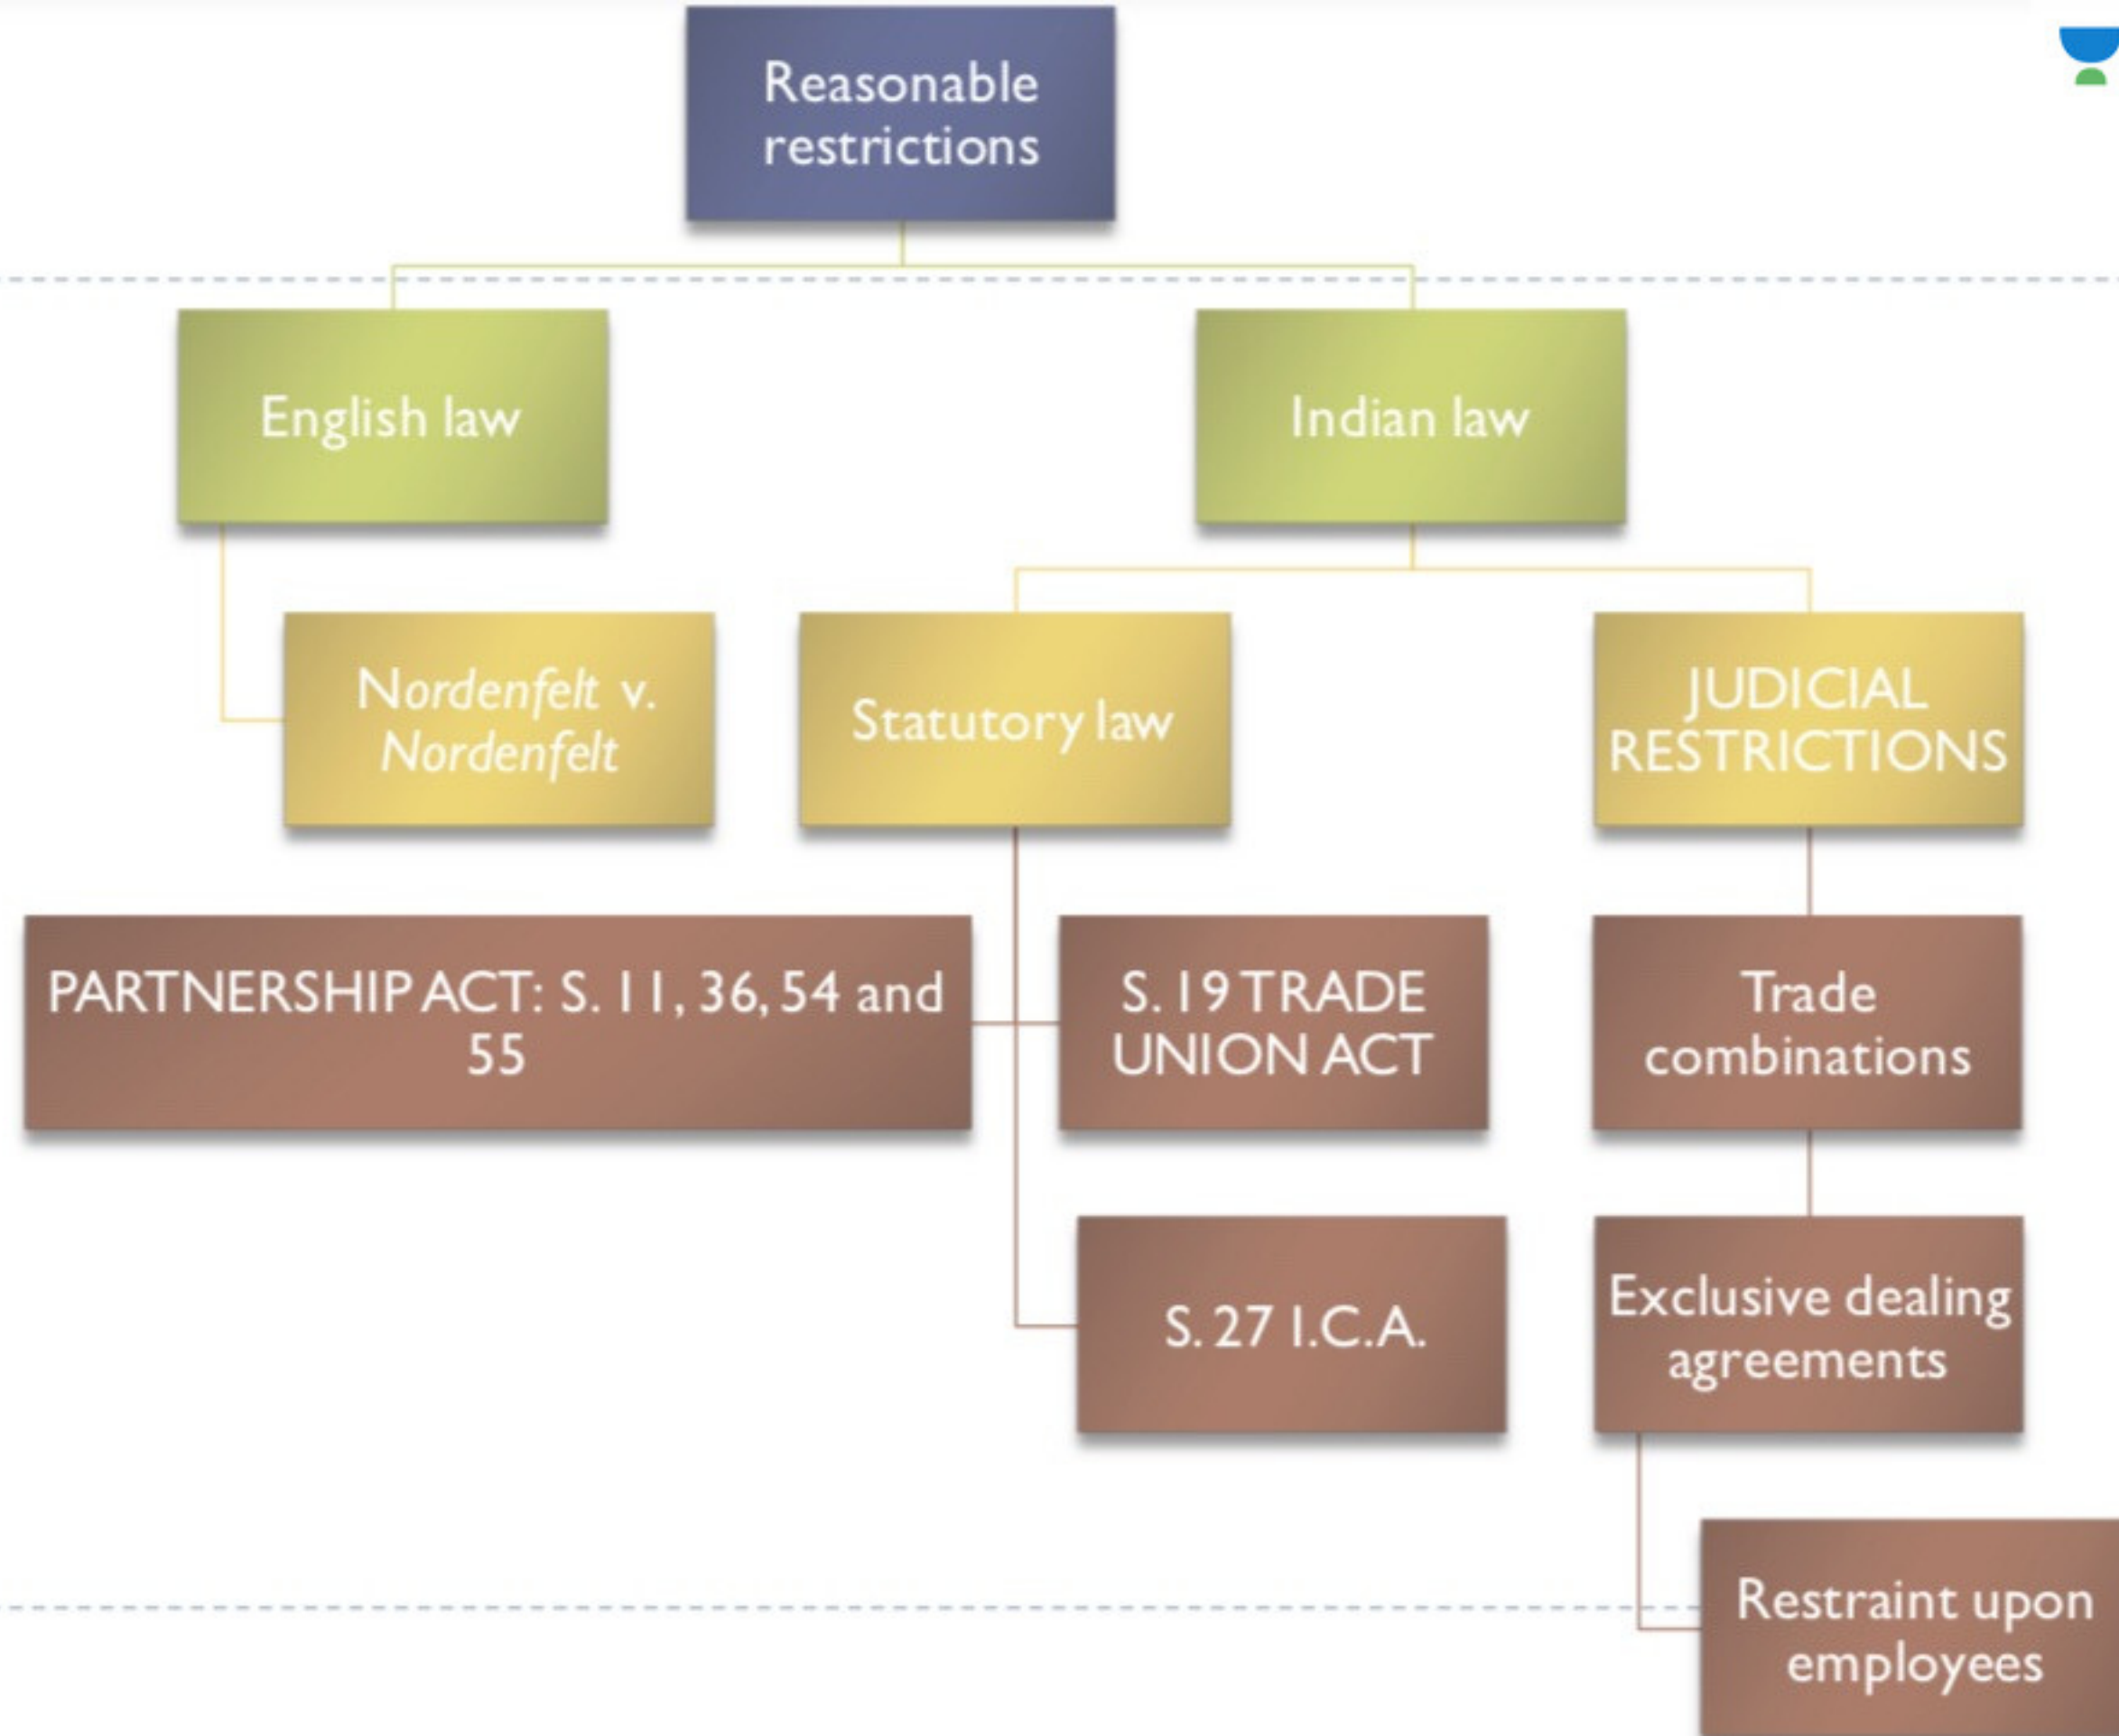 Reasonable
restrictions
English law
Indian law
Nordenfelt v.
Nordenfelt
Statutory law
JUDICIAL
RESTRICTIONS
PARTNERSHIP ACT: S. 11, 36, 54 and
55
S. 19 TRADE
UNION ACT
Trade
combinations
S. 27 I.C.A.
Exclusive dealing
agreements
Restraint upon
employees